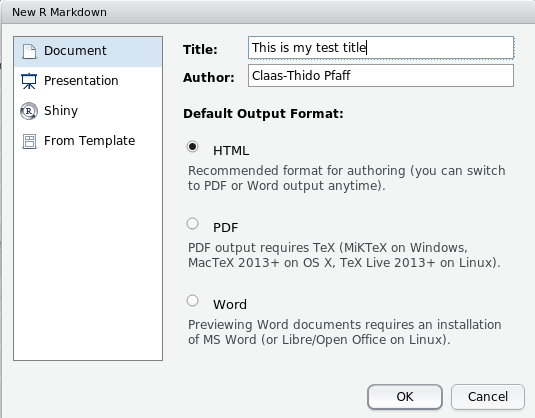 New R Markdown
Document
Presentation
Shiny
From Template
Title: This is my test title
Author: Claas-Thido Pfaff
Default Output Format:
HTML
Recommended format for authoring (you can switch
to PDF or Word output anytime).
PDF
PDF output requires TeX (MiKTeX on Windows,
MacTeX 2013+ on OS X, TeX Live 2013+ on Linux).
Word
Previewing Word documents requires an installation
of MS Word (or Libre/Open Office on Linux).
OK Cancel